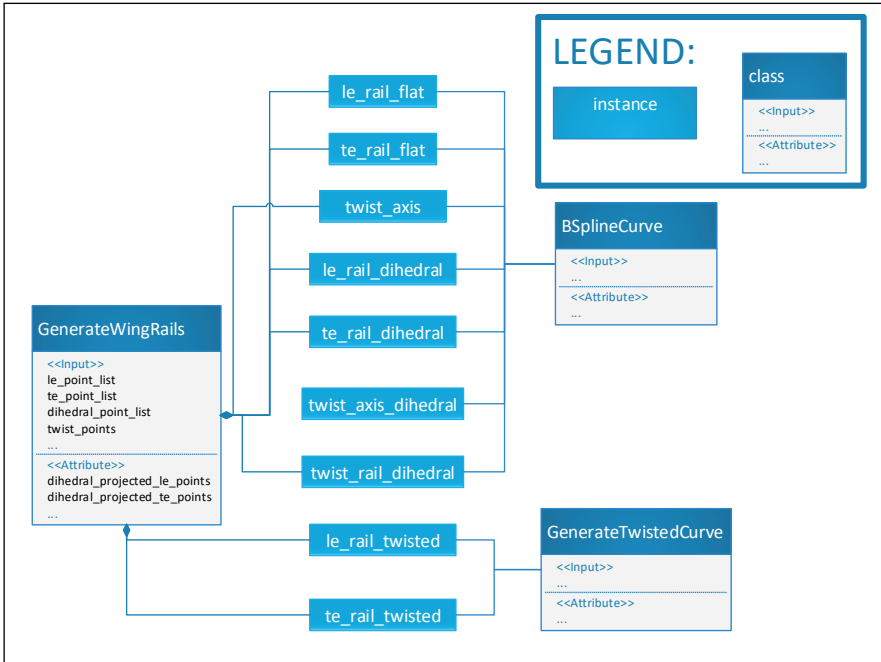 LEGEND:
instance
class
<<Input>>
...
<<Attribute>>
...
le_rail_flat
te_rail_flat
twist_axis
le_rail_dihedral
te_rail_dihedral
twist_axis_dihedral
twist_rail_dihedral
le_rail_twisted
te_rail_twisted
BSplineCurve
<<Input>>
...
<<Attribute>>
...
GenerateWingRails
<<Input>>
le_point_list
te_point_list
dihedral_point_list
twist_points
...
<<Attribute>>
dihedral_projected_le_points
dihedral_projected_te_points
...
GenerateTwistedCurve
<<Input>>
...
<<Attribute>>
...